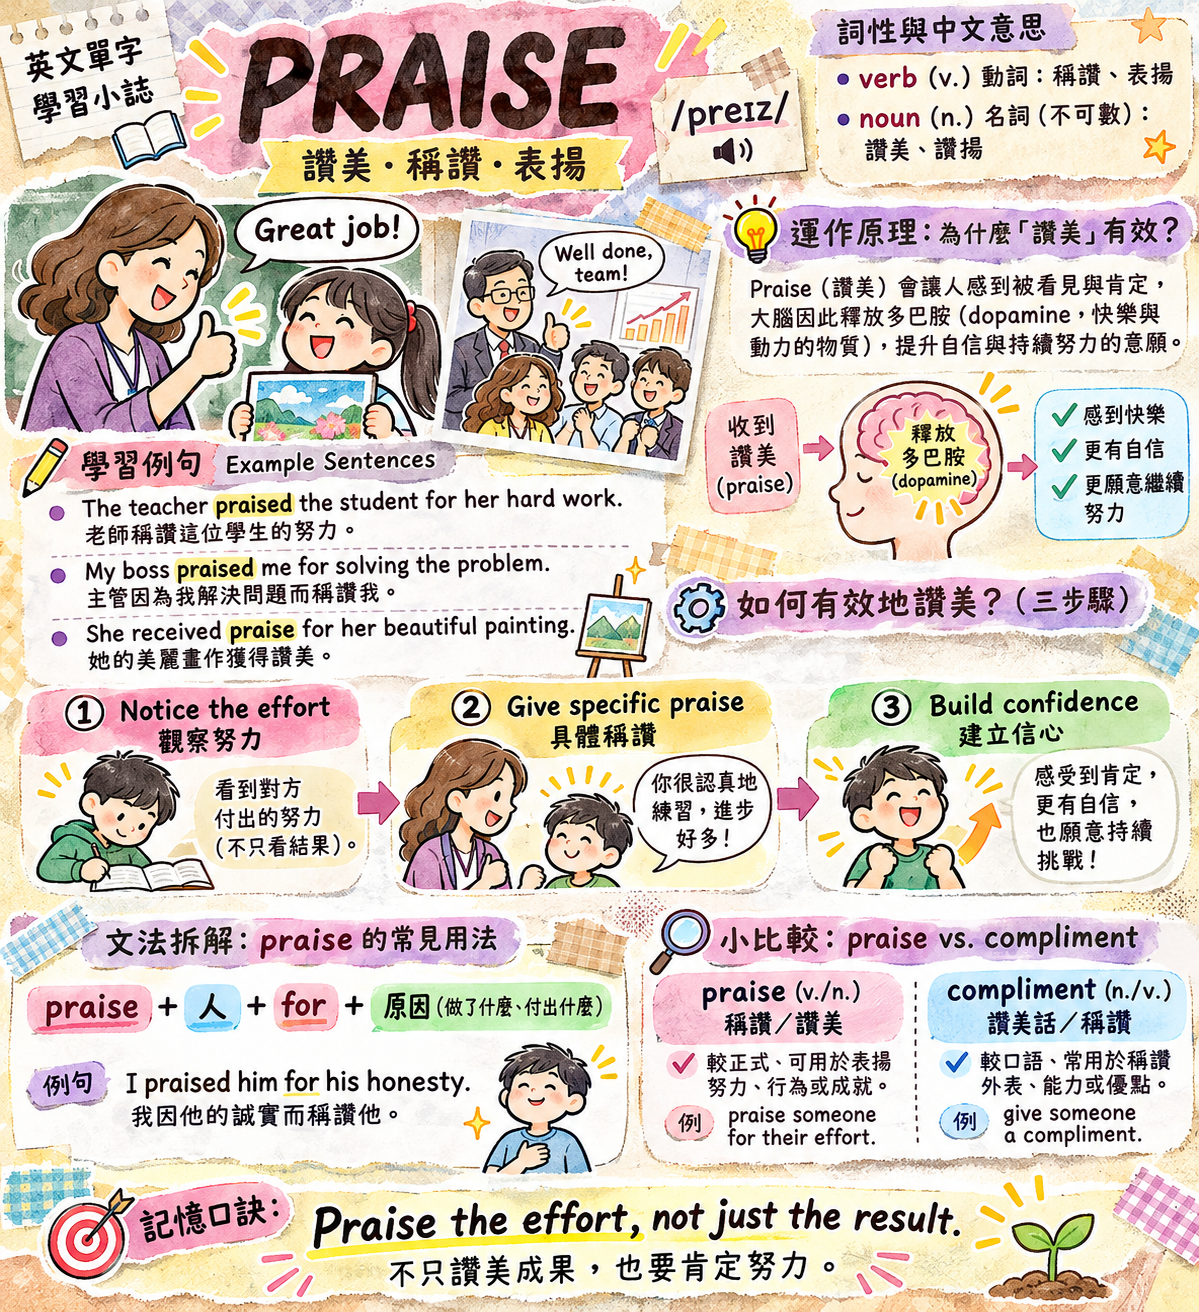 英文單字
學習小誌
PRAISE
讚美·稱讚·表揚
/preɪz/
詞性與中文意思
verb (v.) 動詞：稱讚、表揚
noun (n.) 名詞（不可數）：
讚美、讚揚
Great job!
Well done,
team!
運作原理：為什麼「讚美」有效？
Praise（讚美）會讓人感到被看見與肯定，
大腦因此釋放多巴胺 (dopamine，快樂與
動力的物質)，提升自信與持續努力的意願。
收到
讚美
(praise)
釋放
多巴胺
(dopamine)
感到快樂
更有自信
更願意繼續
努力
學習例句 Example Sentences
The teacher praised the student for her hard work.
老師稱讚這位學生的努力。
My boss praised me for solving the problem.
主管因為我解決問題而稱讚我。
She received praise for her beautiful painting.
她的美麗畫作獲得讚美。
如何有效地讚美？（三步驟）
① Notice the effort
觀察努力
看到對方
付出的努力
（不只看結果）。
② Give specific praise
具體稱讚
你很認真地
練習，進步
好多！
③ Build confidence
建立信心
感受到肯定，
更有自信，
也願意持續
挑戰！
文法拆解：praise 的常見用法
praise + 人 + for + 原因（做了什麼、付出什麼）
例句
I praised him for his honesty.
我因他的誠實而稱讚他。
小比較：praise vs. compliment
praise (v./n.)
稱讚／讚美
較正式、可用於表揚
努力、行為或成就。
例
praise someone
for their effort.
compliment (n./v.)
讚美話／稱讚
較口語、常用於稱讚
外表、能力或優點。
例
give someone
a compliment.
記憶口訣：
Praise the effort, not just the result.
不只讚美成果，也要肯定努力。